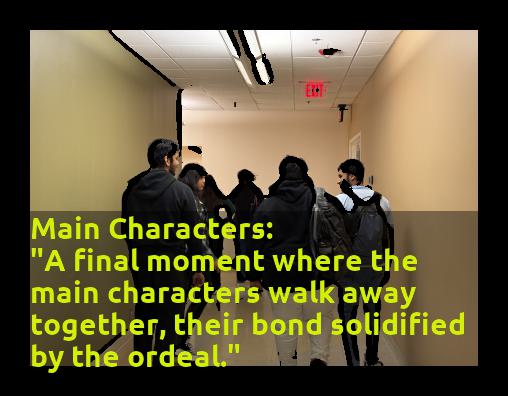 EXIT
Main Characters:
"A final moment where the
main characters walk away
together, their bond solidified
by the ordeal."